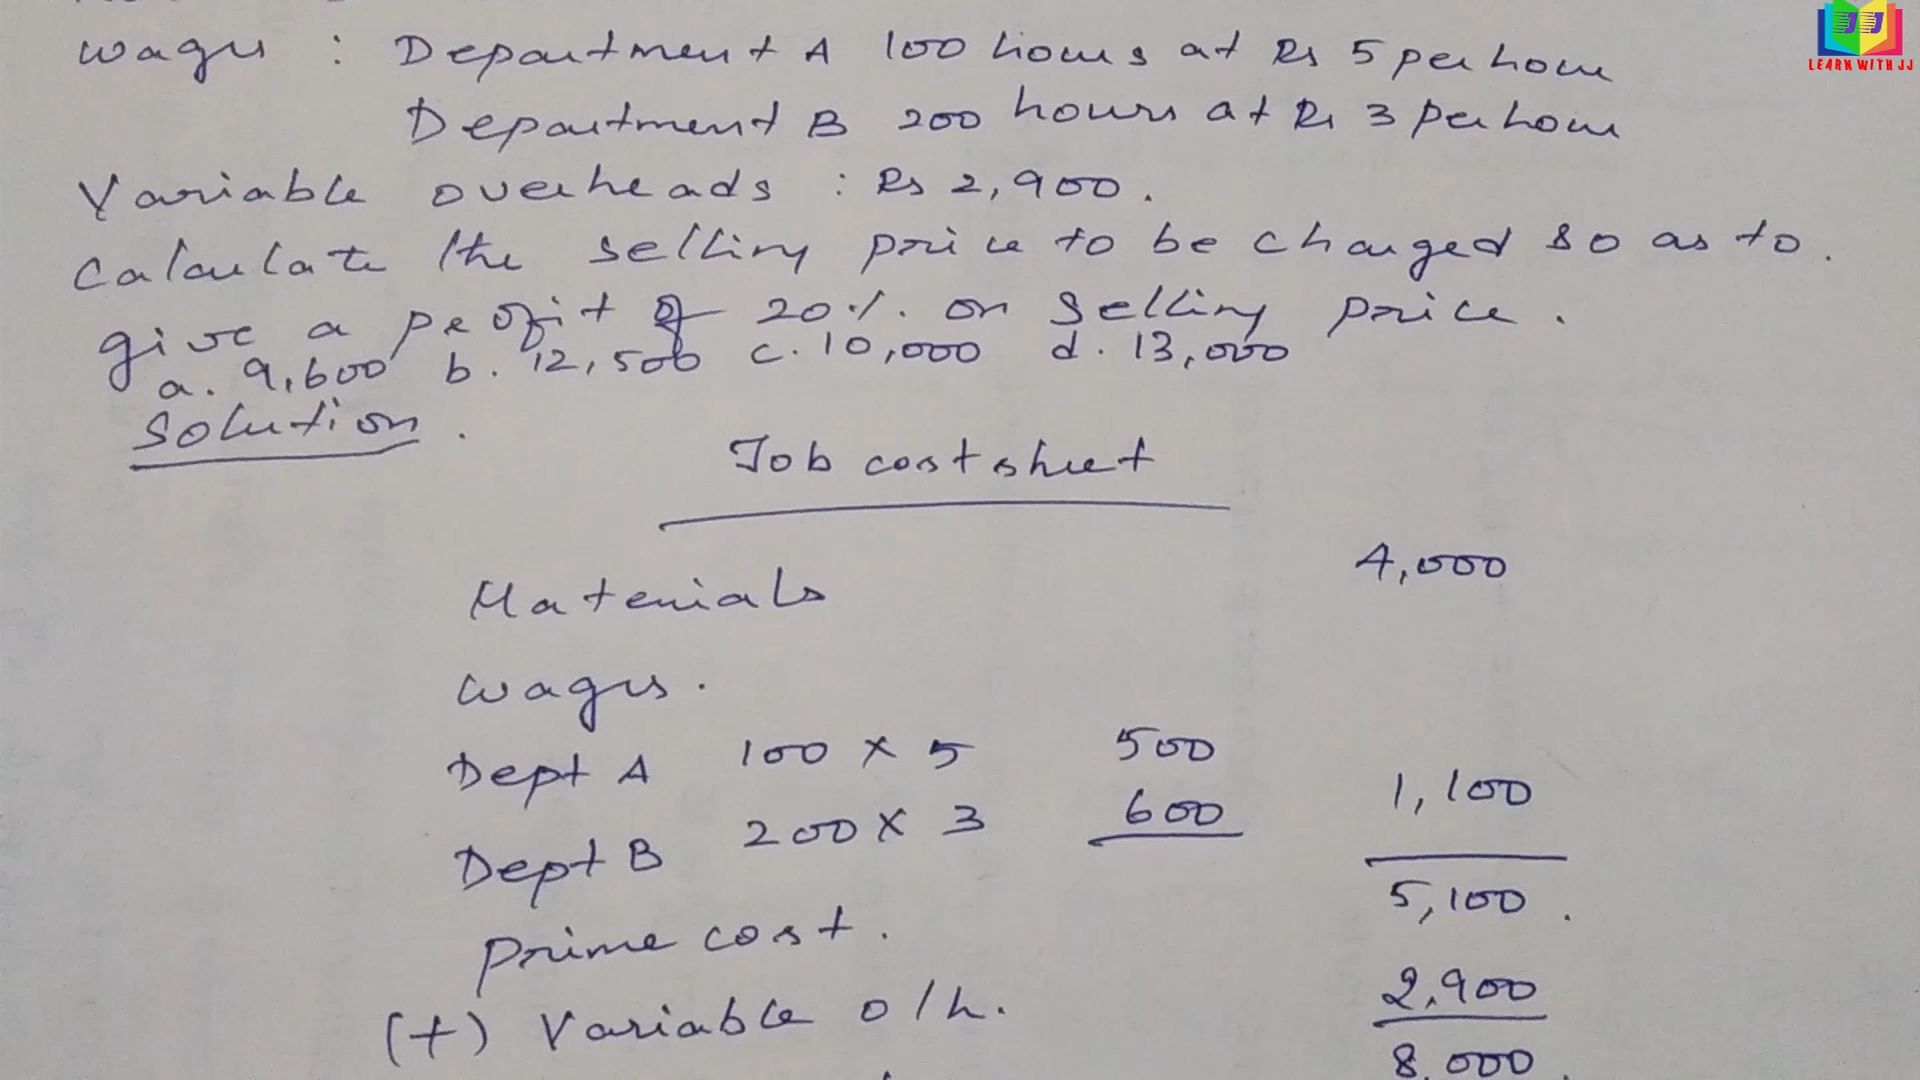 Wages : Department A 100 hours at Rs 5 per hour
Department B 200 hours at Rs 3 per hour
Variable overheads : Rs 2,900.
Calculate the selling price to be charged so as to
give a profit of 20%. on selling price.
a. 9,600 b. 12,500 c. 10,000 d. 13,000
Solution.
Job cost sheet
Materials 4,000
Wages.
Dept A 100 x 5 500
Dept B 200 x 3 600 1,100
Prime cost. 5,100.
(+) Variable o/h. 2,900
8,000
JJ
LEARN WITH JJ